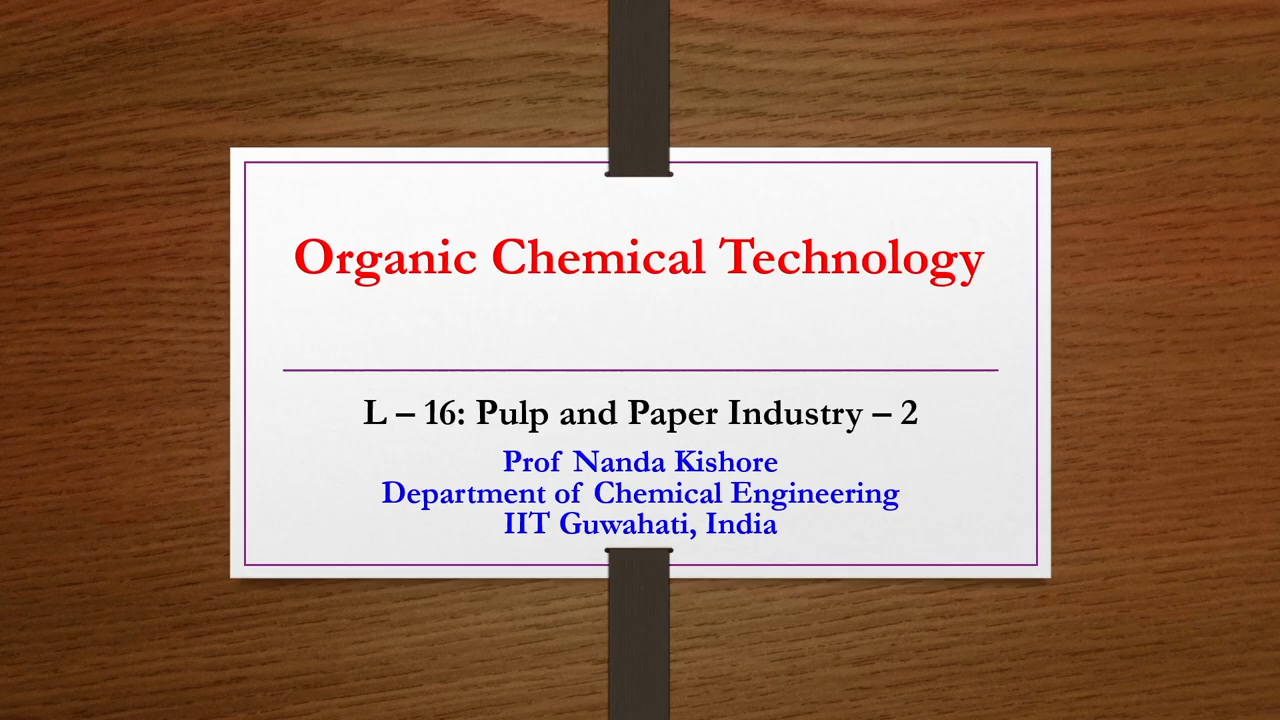 Organic Chemical Technology
L – 16: Pulp and Paper Industry – 2
Prof Nanda Kishore
Department of Chemical Engineering
IIT Guwahati, India